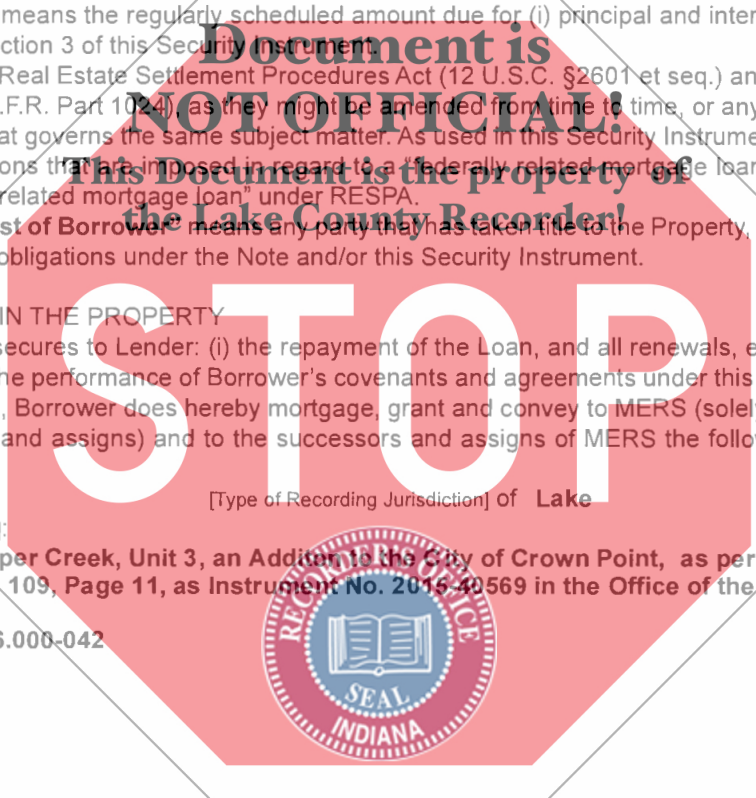 means the regularly scheduled amount due for (i) principal and inter
ction 3 of this Security Instrument.
Document is
Real Estate Settlement Procedures Act (12 U.S.C. §2601 et seq.) an
.F.R. Part 1024), as they might be amended from time to time, or any
NOT OFFICIAL!
at governs the same subject matter. As used in this Security Instrume
ons that are imposed in regard to a “federally related mortgage loan
This Document is the property of
related mortgage loan” under RESPA.
st of Borrower” means any party that has taken title to the Property,
the Lake County Recorder!
obligations under the Note and/or this Security Instrument.
IN THE PROPERTY
secures to Lender: (i) the repayment of the Loan, and all renewals, e
ne performance of Borrower's covenants and agreements under this
, Borrower does hereby mortgage, grant and convey to MERS (solel
and assigns) and to the successors and assigns of MERS the follo
STOP
[Type of Recording Jurisdiction] of Lake
:
per Creek, Unit 3, an Additon to the City of Crown Point, as per
109, Page 11, as Instrument No. 2015-40569 in the Office of the
6.000-042
RECORDER'S OFFICE
SEAL
INDIANA